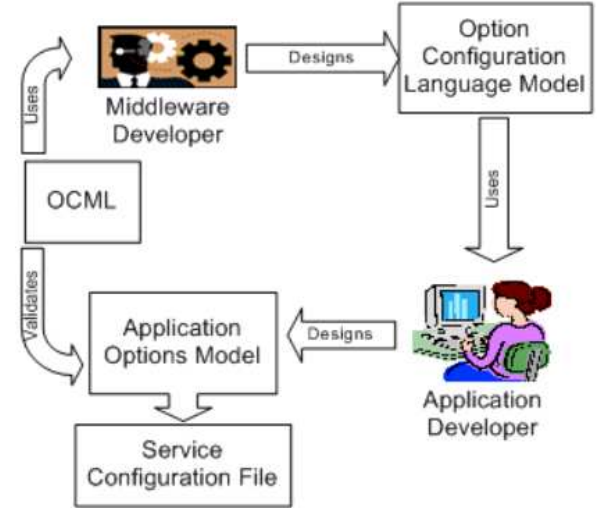 Uses
Middleware
Developer
Designs
Option
Configuration
Language Model
OCML
Uses
Validates
Application
Options Model
Designs
Application
Developer
Service
Configuration File